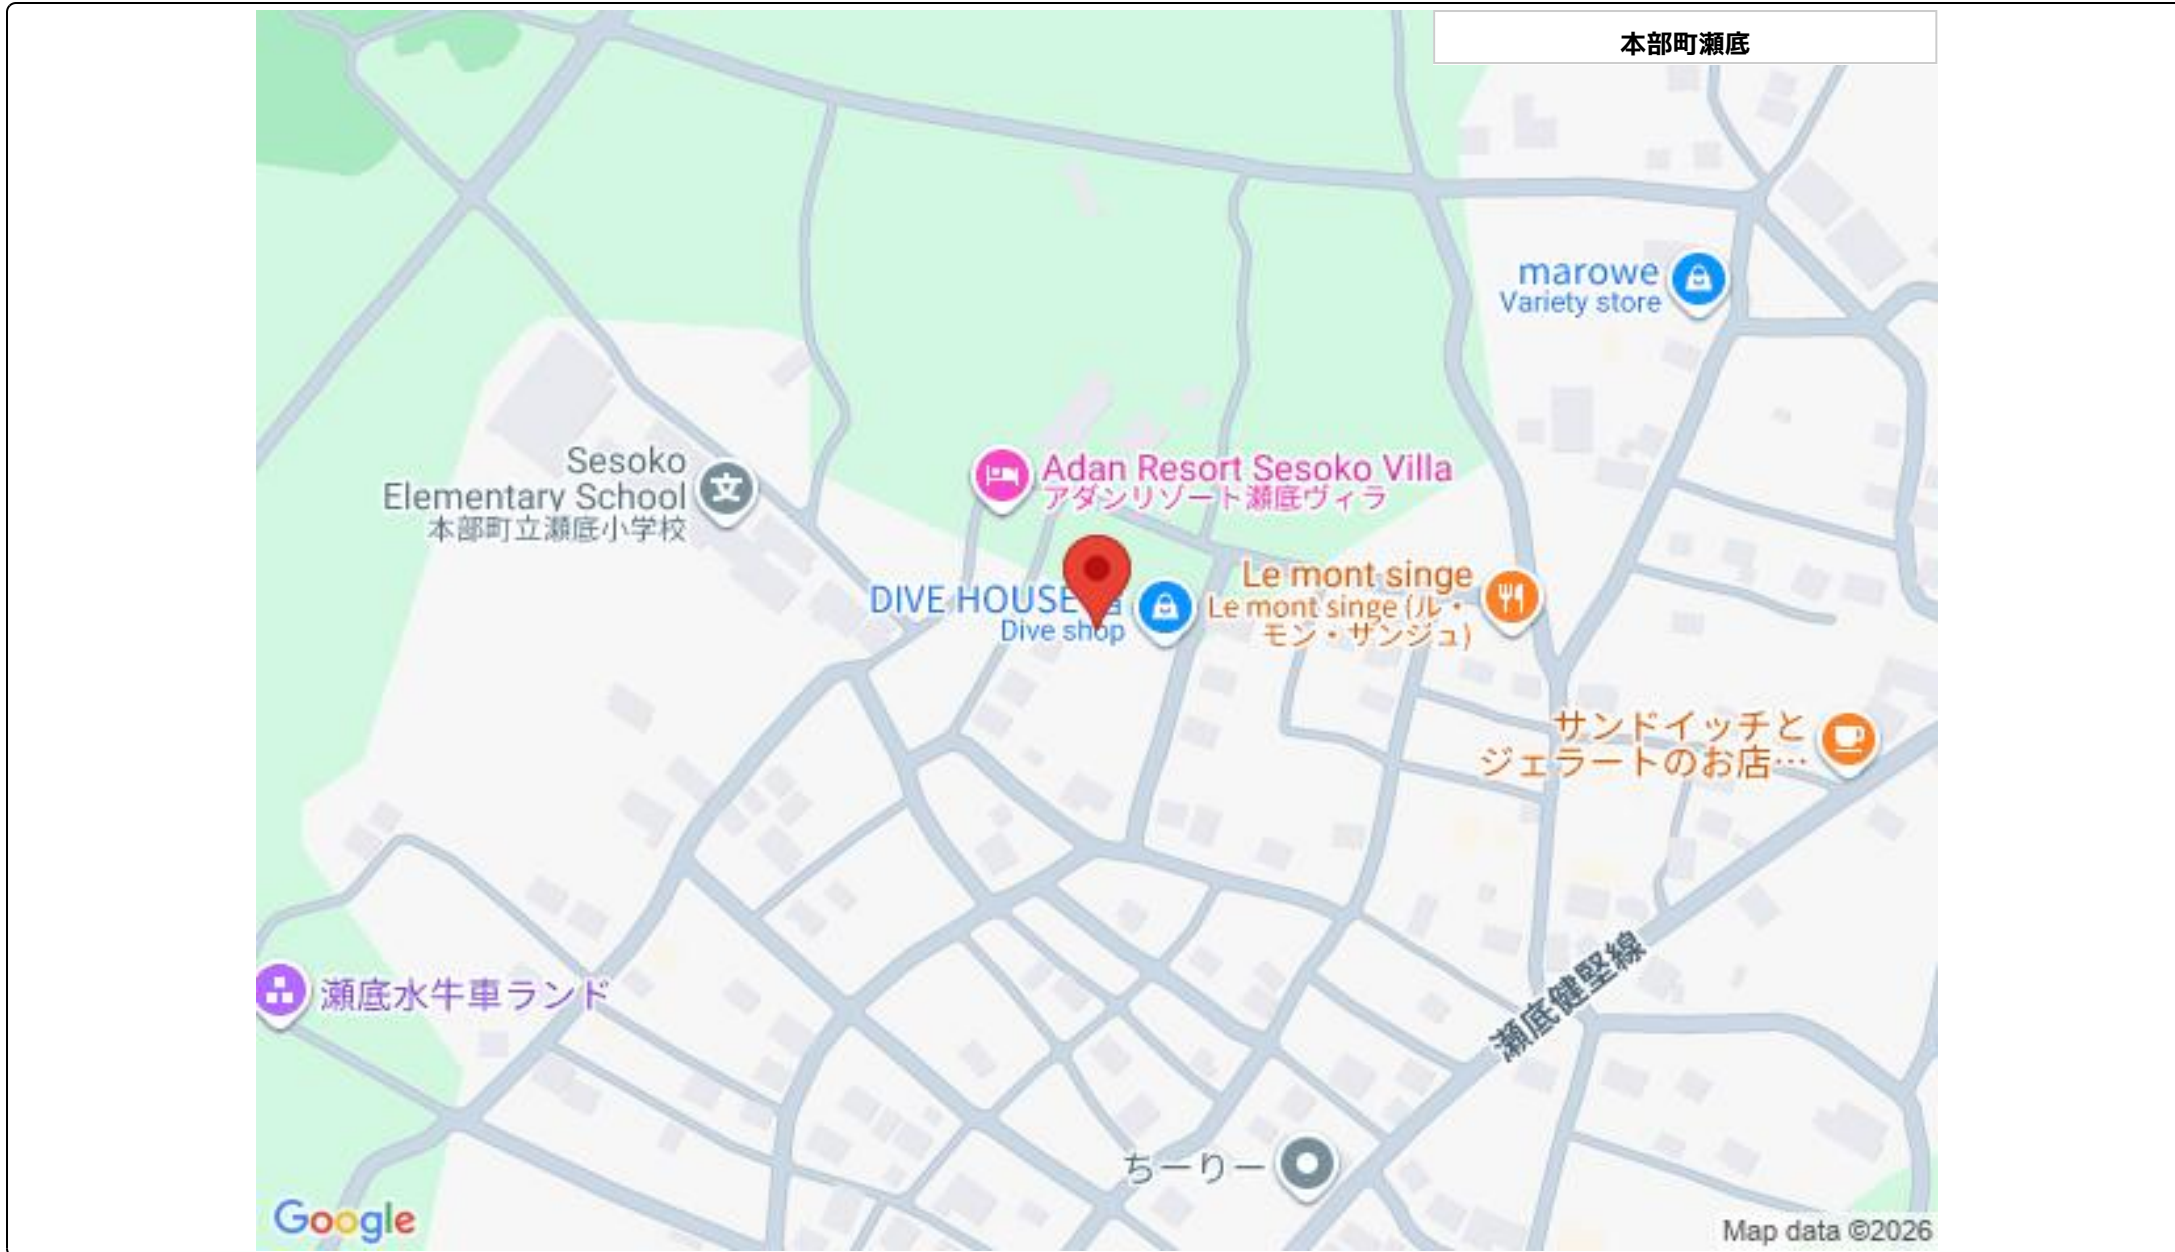 本部町瀬底
marowe
Variety store
Sesoko
Elementary School
本部町立瀬底小学校
Adan Resort Sesoko Villa
アダンリゾート瀬底ヴィラ
DIVE HOUSE
Dive shop
Le mont singe
Le mont singe (ル・
モン・サンジュ)
サンドイッチと
ジェラートのお店…
瀬底健堅線
瀬底水牛車ランド
ちーりー
Google
Map data ©2026